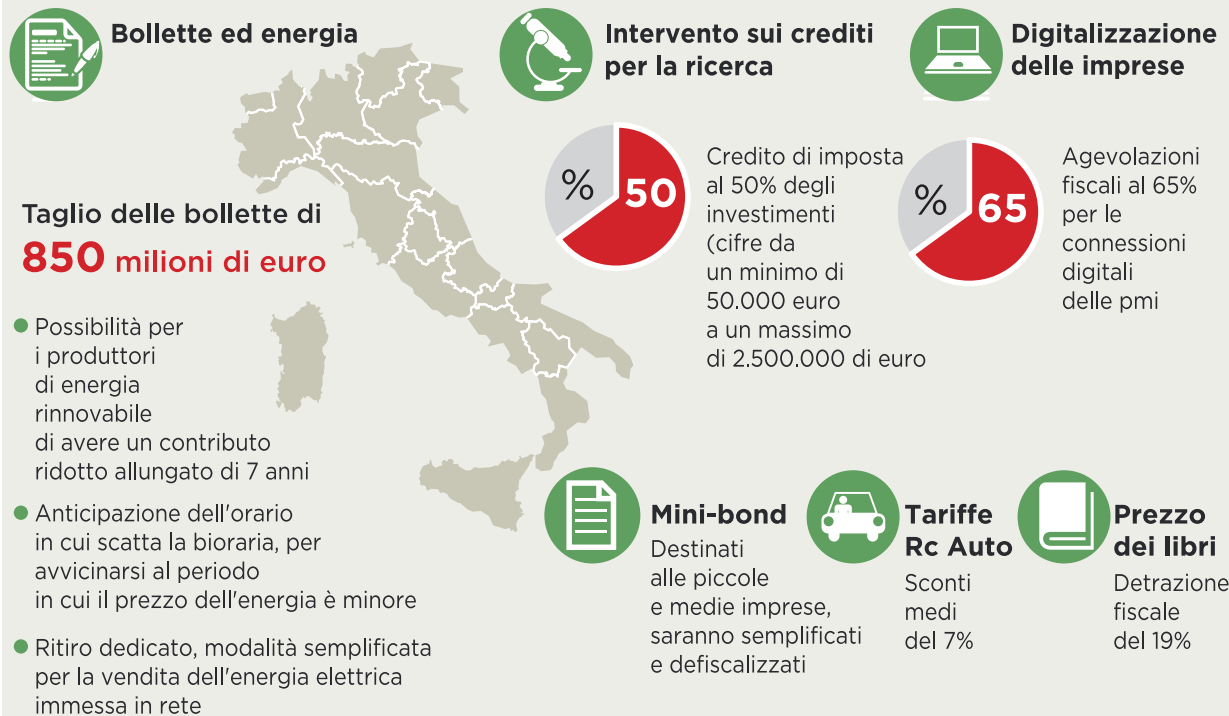 Bollette ed energia
Taglio delle bollette di
850 milioni di euro
Possibilità per
i produttori
di energia
rinnovabile
di avere un contributo
ridotto allungato di 7 anni
Anticipazione dell'orario
in cui scatta la bioraria, per
avvicinarsi al periodo
in cui il prezzo dell'energia è minore
Ritiro dedicato, modalità semplificata
per la vendita dell'energia elettrica
immessa in rete
Intervento sui crediti
per la ricerca
% 50
Credito di imposta
al 50% degli
investimenti
(cifre da
un minimo di
50.000 euro
a un massimo
di 2.500.000 di euro
Digitalizzazione
delle imprese
% 65
Agevolazioni
fiscali al 65%
per le
connessioni
digitali
delle pmi
Mini-bond
Destinati
alle piccole
e medie imprese,
saranno semplificati
e defiscalizzati
Tariffe
Rc Auto
Sconti
medi
del 7%
Prezzo
dei libri
Detrazione
fiscale
del 19%